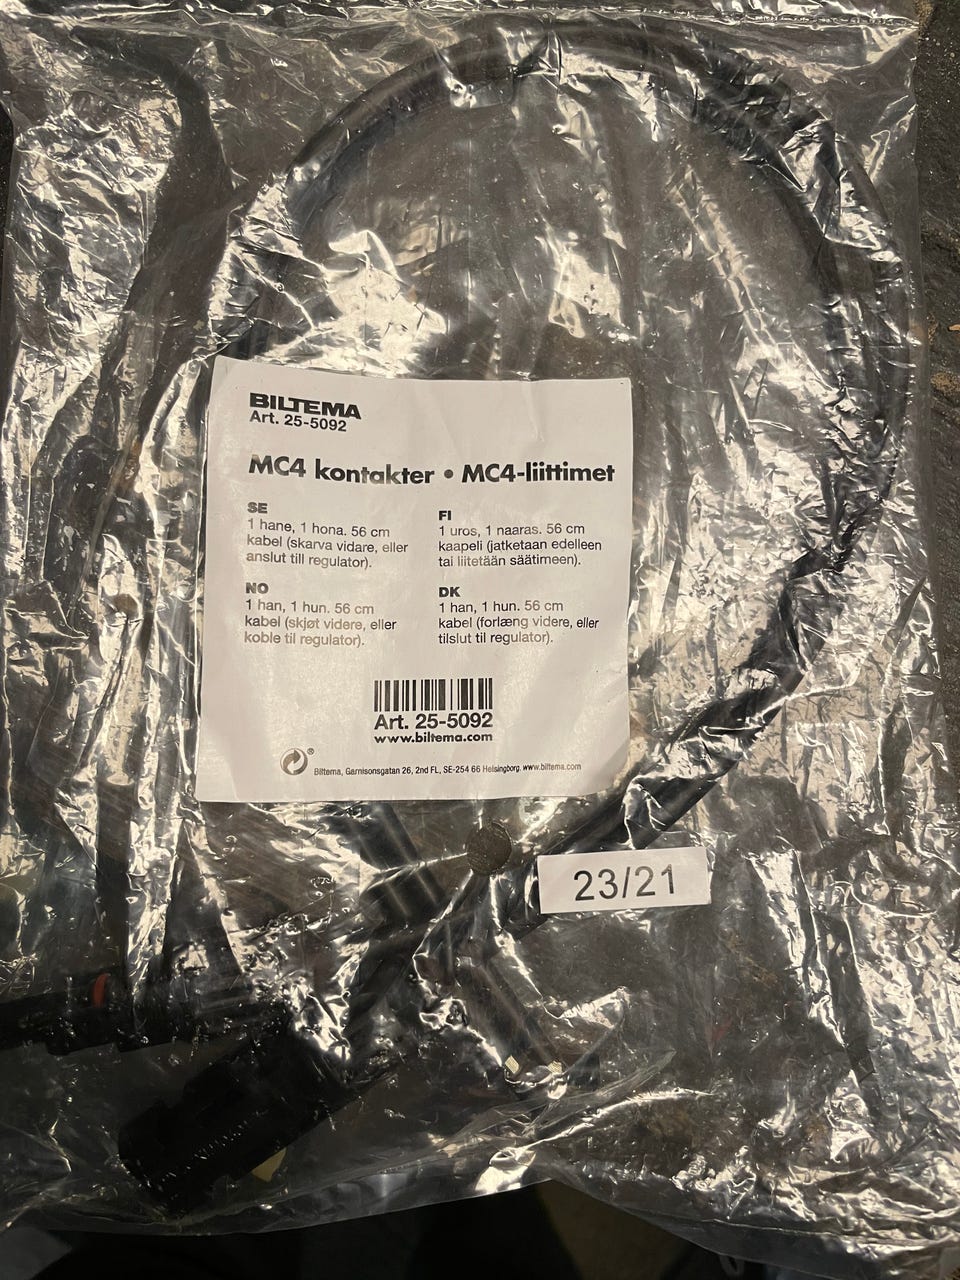 BILTEMA
Art. 25-5092
MC4 kontakter • MC4-liittimet
SE
1 hane, 1 hona. 56 cm
kabel (skarva vidare, eller
anslut till regulator).
FI
1 uros, 1 naaras. 56 cm
kaapeli (jatketaan edelleen
tai liitetään säätimeen).
NO
1 han, 1 hun. 56 cm
kabel (skjøt videre, eller
koble til regulator).
DK
1 han, 1 hun. 56 cm
kabel (forlæng videre, eller
tilslut til regulator).
Art. 25-5092
www.biltema.com
® Biltema, Garnisonsgatan 26, 2nd FL, SE-254 66 Helsingborg. www.biltema.com
23/21